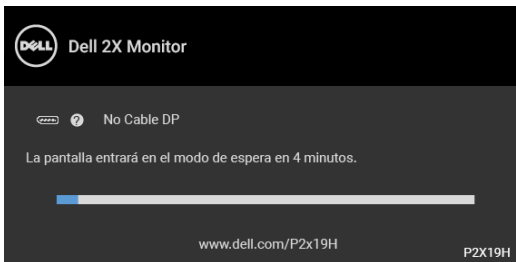 DELL
Dell 2X Monitor
? No Cable DP
La pantalla entrará en el modo de espera en 4 minutos.
www.dell.com/P2x19H
P2X19H